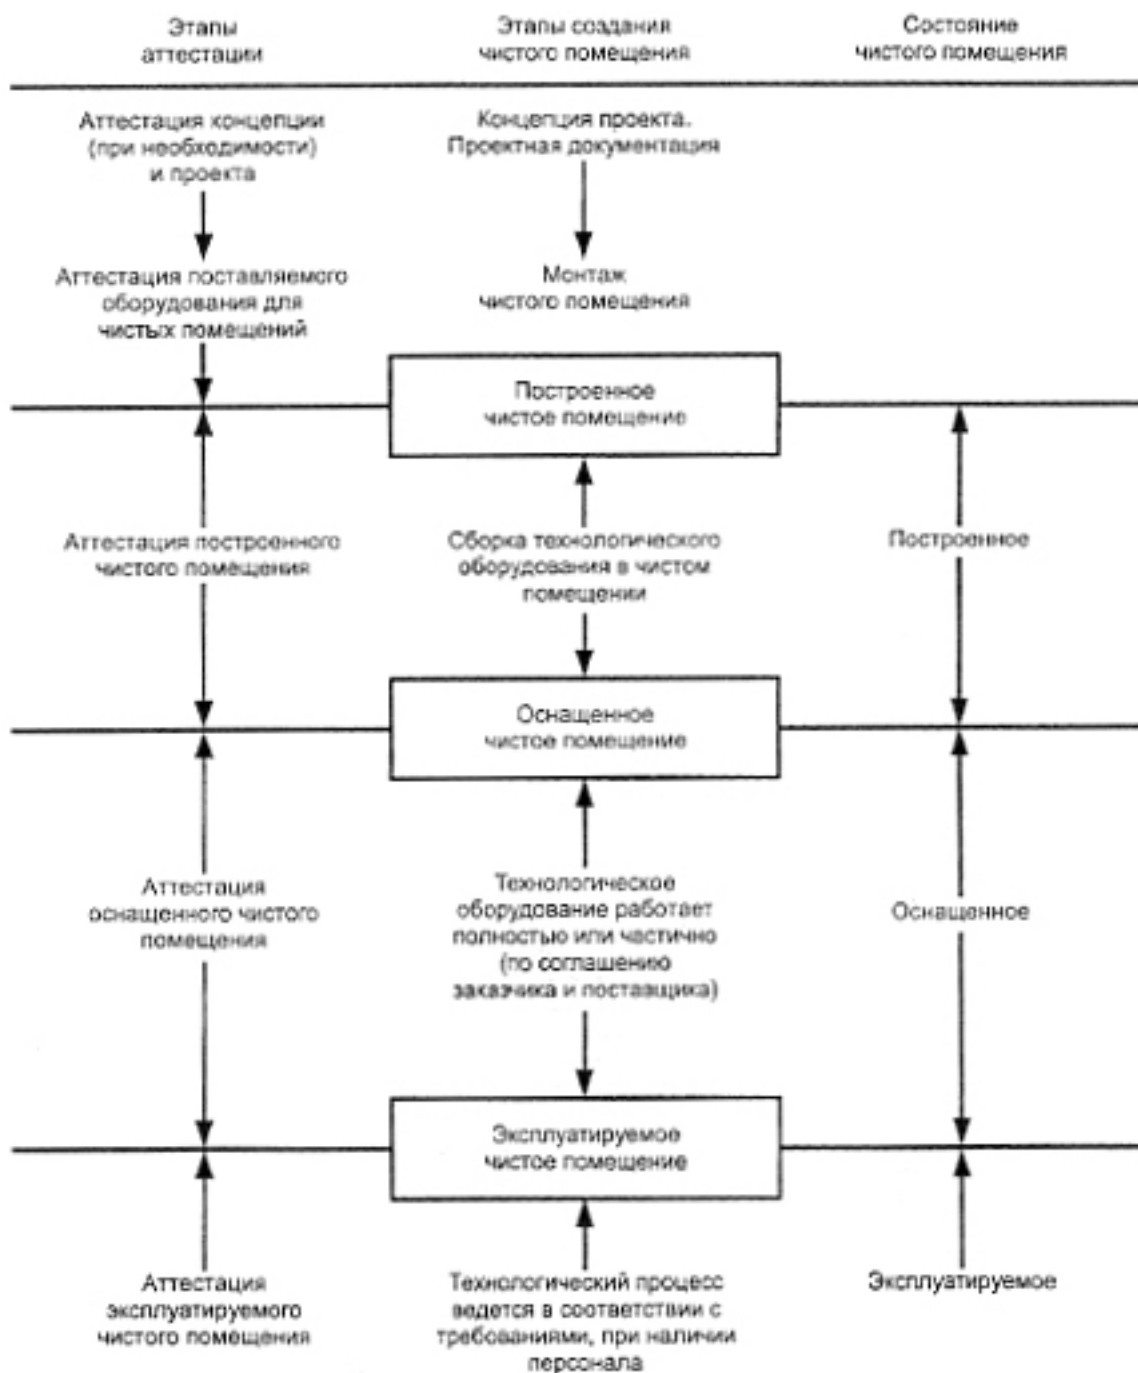 Этапы
аттестации
Этапы создания
чистого помещения
Состояние
чистого помещения
Аттестация концепции
(при необходимости)
и проекта
Концепция проекта.
Проектная документация
Аттестация поставляемого
оборудования для
чистых помещений
Монтаж
чистого помещения
Построенное
чистое помещение
Аттестация построенного
чистого помещения
Сборка технологического
оборудования в чистом
помещении
Построенное
Оснащенное
чистое помещение
Аттестация
оснащенного чистого
помещения
Технологическое
оборудование работает
полностью или частично
(по соглашению
заказчика и поставщика)
Оснащенное
Эксплуатируемое
чистое помещение
Аттестация
эксплуатируемого
чистого помещения
Технологический процесс
ведется в соответствии с
требованиями, при наличии
персонала
Эксплуатируемое